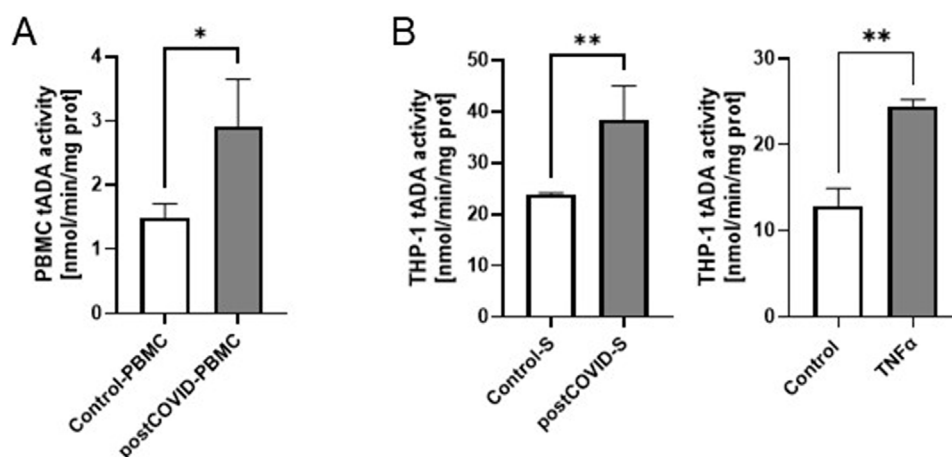 A
PBMC tADA activity
[nmol/min/mg prot]
4
3
2
1
0
*
Control-PBMC
postCOVID-PBMC
B
THP-1 tADA activity
[nmol/min/mg prot]
50
40
30
20
10
0
**
Control-S
postCOVID-S
THP-1 tADA activity
[nmol/min/mg prot]
30
20
10
0
**
Control
TNFα